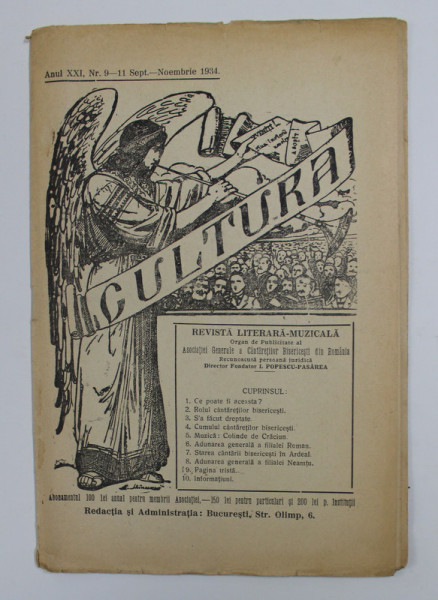 Anul XXI, Nr. 9—11 Sept.—Noembrie 1934.
CULTURA
REVISTĂ LITERARĂ-MUZICALĂ
Organ de Publicitate al
Asociației Generale a Cântăreților Bisericești din România
Recunoscută persoană juridică
Director Fondator I. POPESCU-PASĂREA
CUPRINSUL:
1. Ce poate fi aceasta?
2. Rolul cântăreților bisericești.
3. S'a făcut dreptate.
4. Cumulul cântăreților bisericești.
5. Muzică: Colinde de Crăciun.
6. Adunarea generală a filialei Roman.
7. Starea cântării bisericești în Ardeal.
8. Adunarea generală a filialei Neamțu.
9. Pagina tristă...
10. Informațiuni.
Abonamentul 100 lei anual pentru membrii Asociației.—150 lei pentru particulari și 200 lei p. Instituții
Redacția și Administrația: București, Str. Olimp, 6.